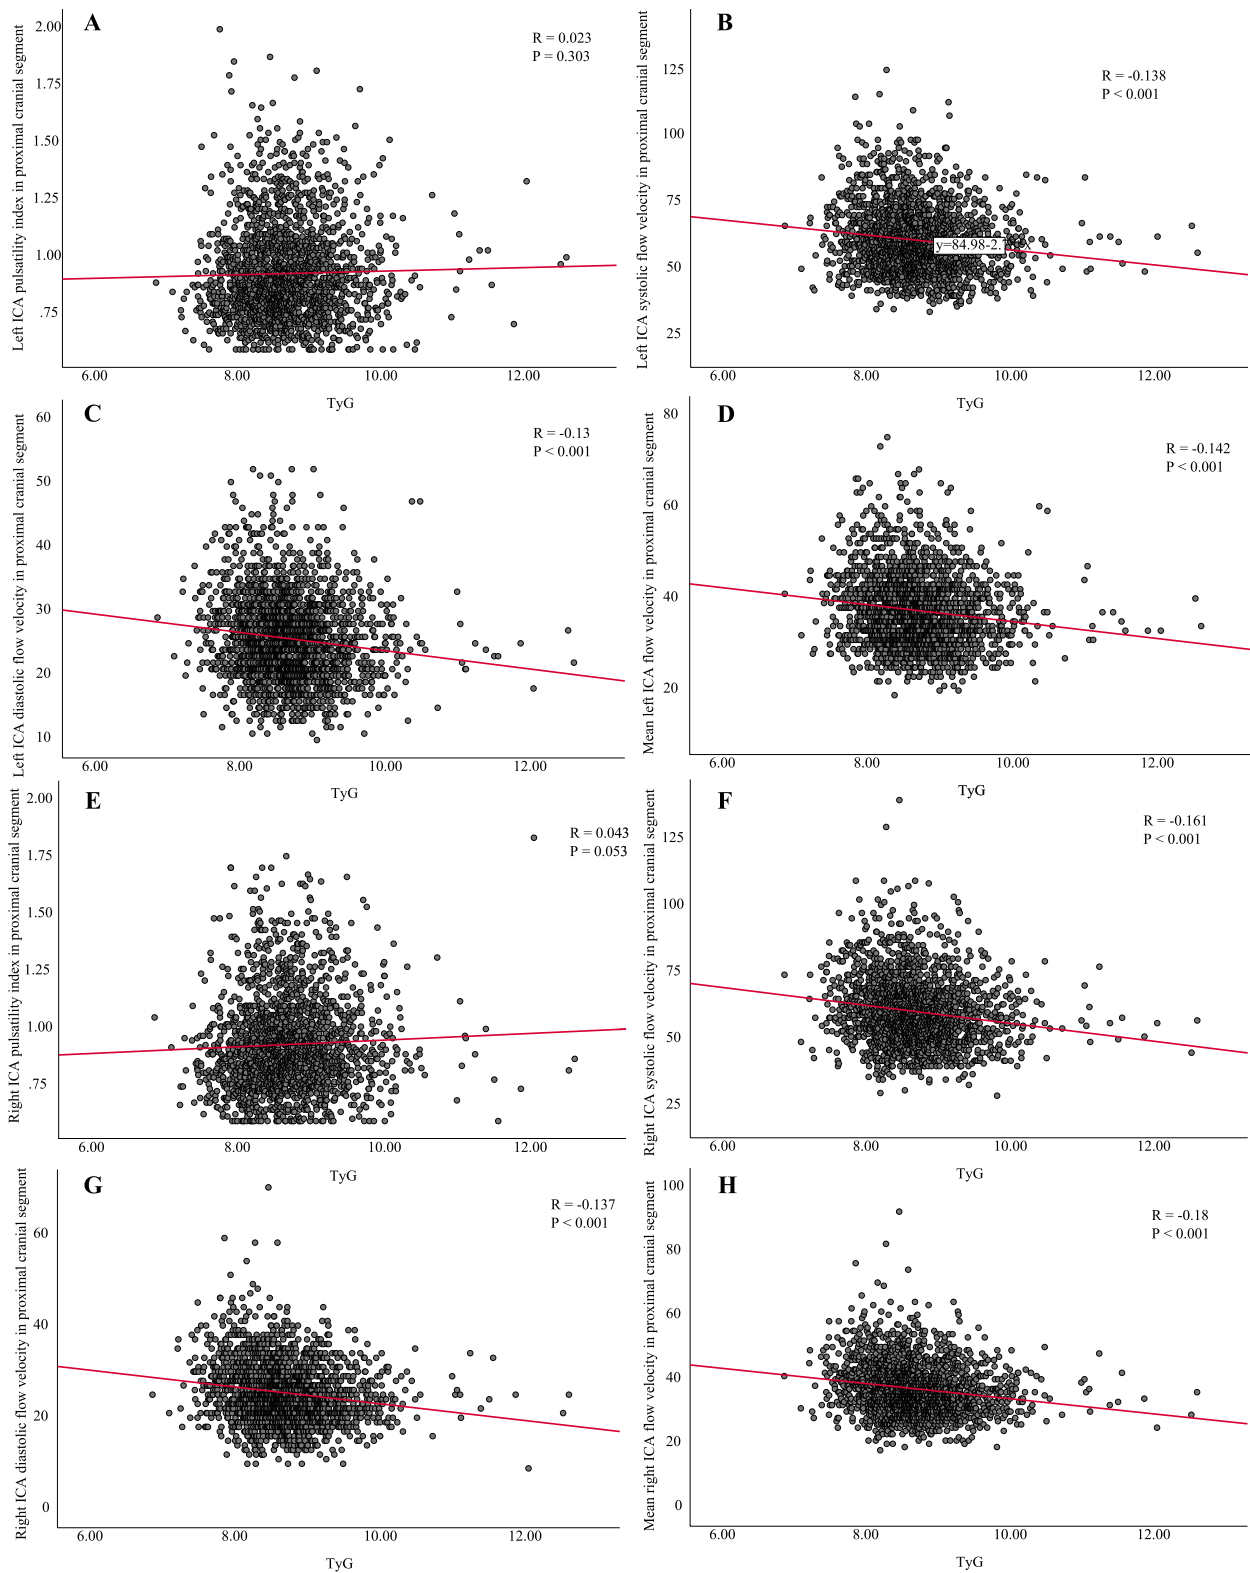 A
R = 0.023
P = 0.303
Left ICA pulsatility index in proximal cranial segment
2.00
1.75
1.50
1.25
1.00
.75
6.00 8.00 10.00 12.00
TyG
B
R = -0.138
P < 0.001
Left ICA systolic flow velocity in proximal cranial segment
125
100
75
50
25
y=84.98-2.
6.00 8.00 10.00 12.00
TyG
C
R = -0.13
P < 0.001
Left ICA diastolic flow velocity in proximal cranial segment
60
50
40
30
20
10
6.00 8.00 10.00 12.00
TyG
D
R = -0.142
P < 0.001
Mean left ICA flow velocity in proximal cranial segment
80
60
40
20
6.00 8.00 10.00 12.00
TyG
E
R = 0.043
P = 0.053
Right ICA pulsatility index in proximal cranial segment
2.00
1.75
1.50
1.25
1.00
.75
6.00 8.00 10.00 12.00
TyG
F
R = -0.161
P < 0.001
Right ICA systolic flow velocity in proximal cranial segment
125
100
75
50
25
6.00 8.00 10.00 12.00
TyG
G
R = -0.137
P < 0.001
Right ICA diastolic flow velocity in proximal cranial segment
60
40
20
0
6.00 8.00 10.00 12.00
TyG
H
R = -0.18
P < 0.001
Mean right ICA flow velocity in proximal cranial segment
100
80
60
40
20
0
6.00 8.00 10.00 12.00
TyG